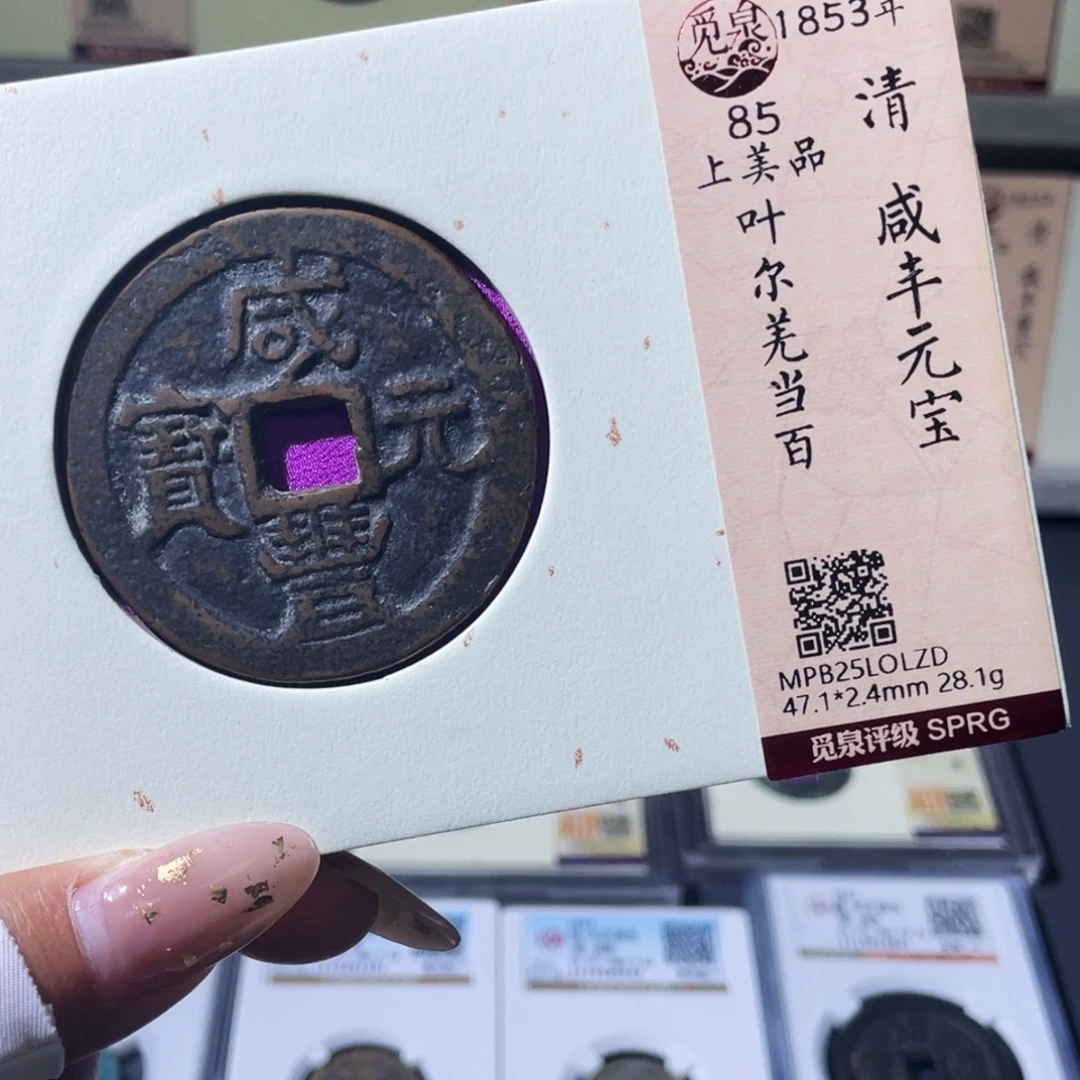 觅泉
1853年
85
上美品
清 咸丰元宝
叶尔羌当百
咸
豐
元
寶
MPB25LOLZD
47.1*2.4mm 28.1g
觅泉评级 SPRG